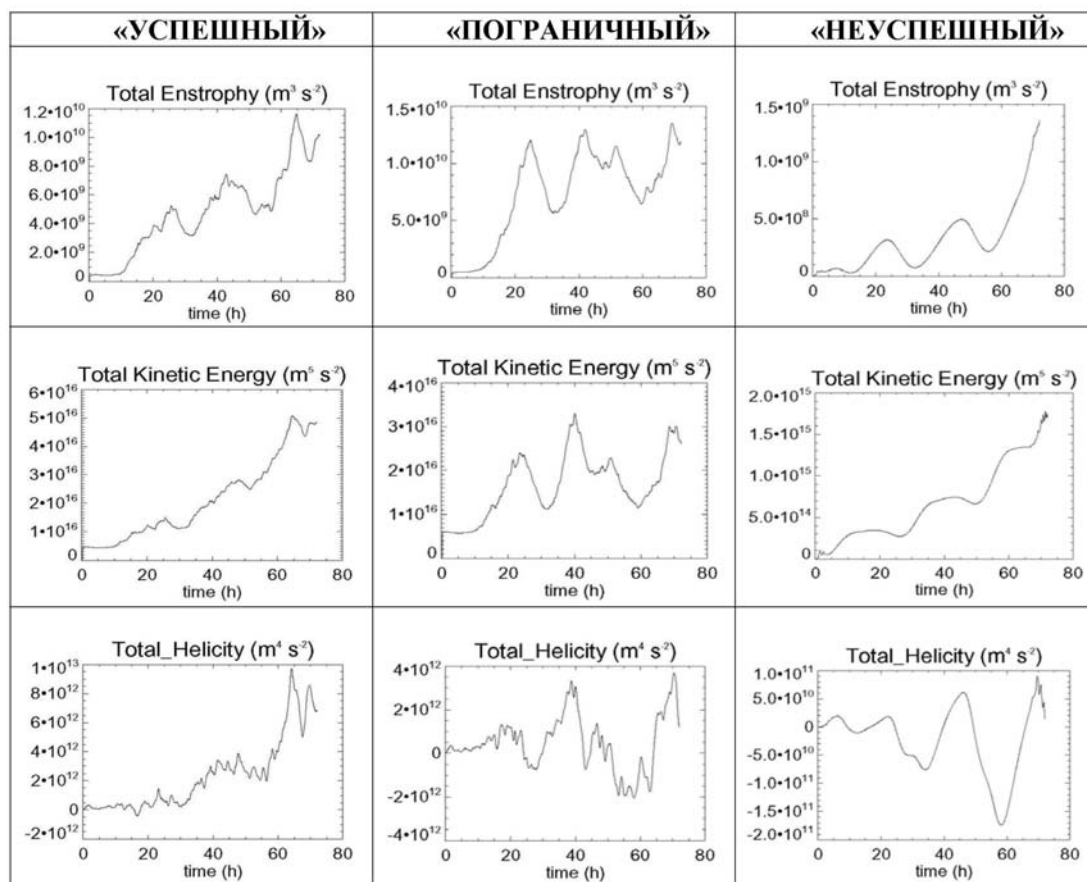 «УСПЕШНЫЙ»
«ПОГРАНИЧНЫЙ»
«НЕУСПЕШНЫЙ»
Total Enstrophy (m³ s⁻²)
1.2•10¹⁰
1.0•10¹⁰
8.0•10⁹
6.0•10⁹
4.0•10⁹
2.0•10⁹
0
0 20 40 60 80
time (h)
Total Enstrophy (m³ s⁻²)
1.5•10¹⁰
1.0•10¹⁰
5.0•10⁹
0
0 20 40 60 80
time (h)
Total Enstrophy (m³ s⁻²)
1.5•10⁹
1•10⁹
5.0•10⁸
0
0 20 40 60 80
time (h)
Total Kinetic Energy (m⁵ s⁻²)
6•10¹⁶
5•10¹⁶
4•10¹⁶
3•10¹⁶
2•10¹⁶
1•10¹⁶
0
0 20 40 60 80
time (h)
Total Kinetic Energy (m⁵ s⁻²)
4•10¹⁶
3•10¹⁶
2•10¹⁶
1•10¹⁶
0
0 20 40 60 80
time (h)
Total Kinetic Energy (m⁵ s⁻²)
2.0•10¹⁵
1.5•10¹⁵
1•10¹⁵
5.0•10¹⁴
0
0 20 40 60 80
time (h)
Total_Helicity (m⁴ s⁻²)
1•10¹³
8•10¹²
6•10¹²
4•10¹²
2•10¹²
0
-2•10¹²
0 20 40 60 80
time (h)
Total_Helicity (m⁴ s⁻²)
4•10¹²
2•10¹²
0
-2•10¹²
-4•10¹²
0 20 40 60 80
time (h)
Total_Helicity (m⁴ s⁻²)
1.0•10¹¹
5.0•10¹⁰
0
-5.0•10¹⁰
-1.0•10¹¹
-1.5•10¹¹
-2.0•10¹¹
0 20 40 60 80
time (h)